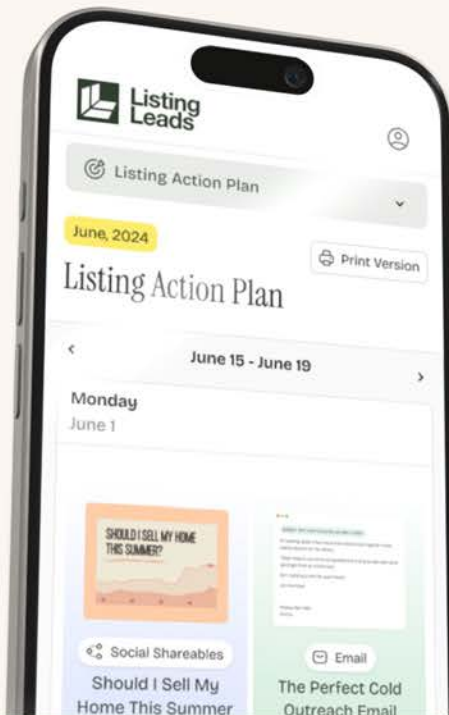 Listing
Leads
Listing Action Plan
June, 2024
Print Version
Listing Action Plan
June 15 - June 19
Monday
June 1
SHOULD I SELL MY HOME
THIS SUMMER?
Social Shareables
Email
Should I Sell My
Home This Summer
The Perfect Cold
Outreach Email